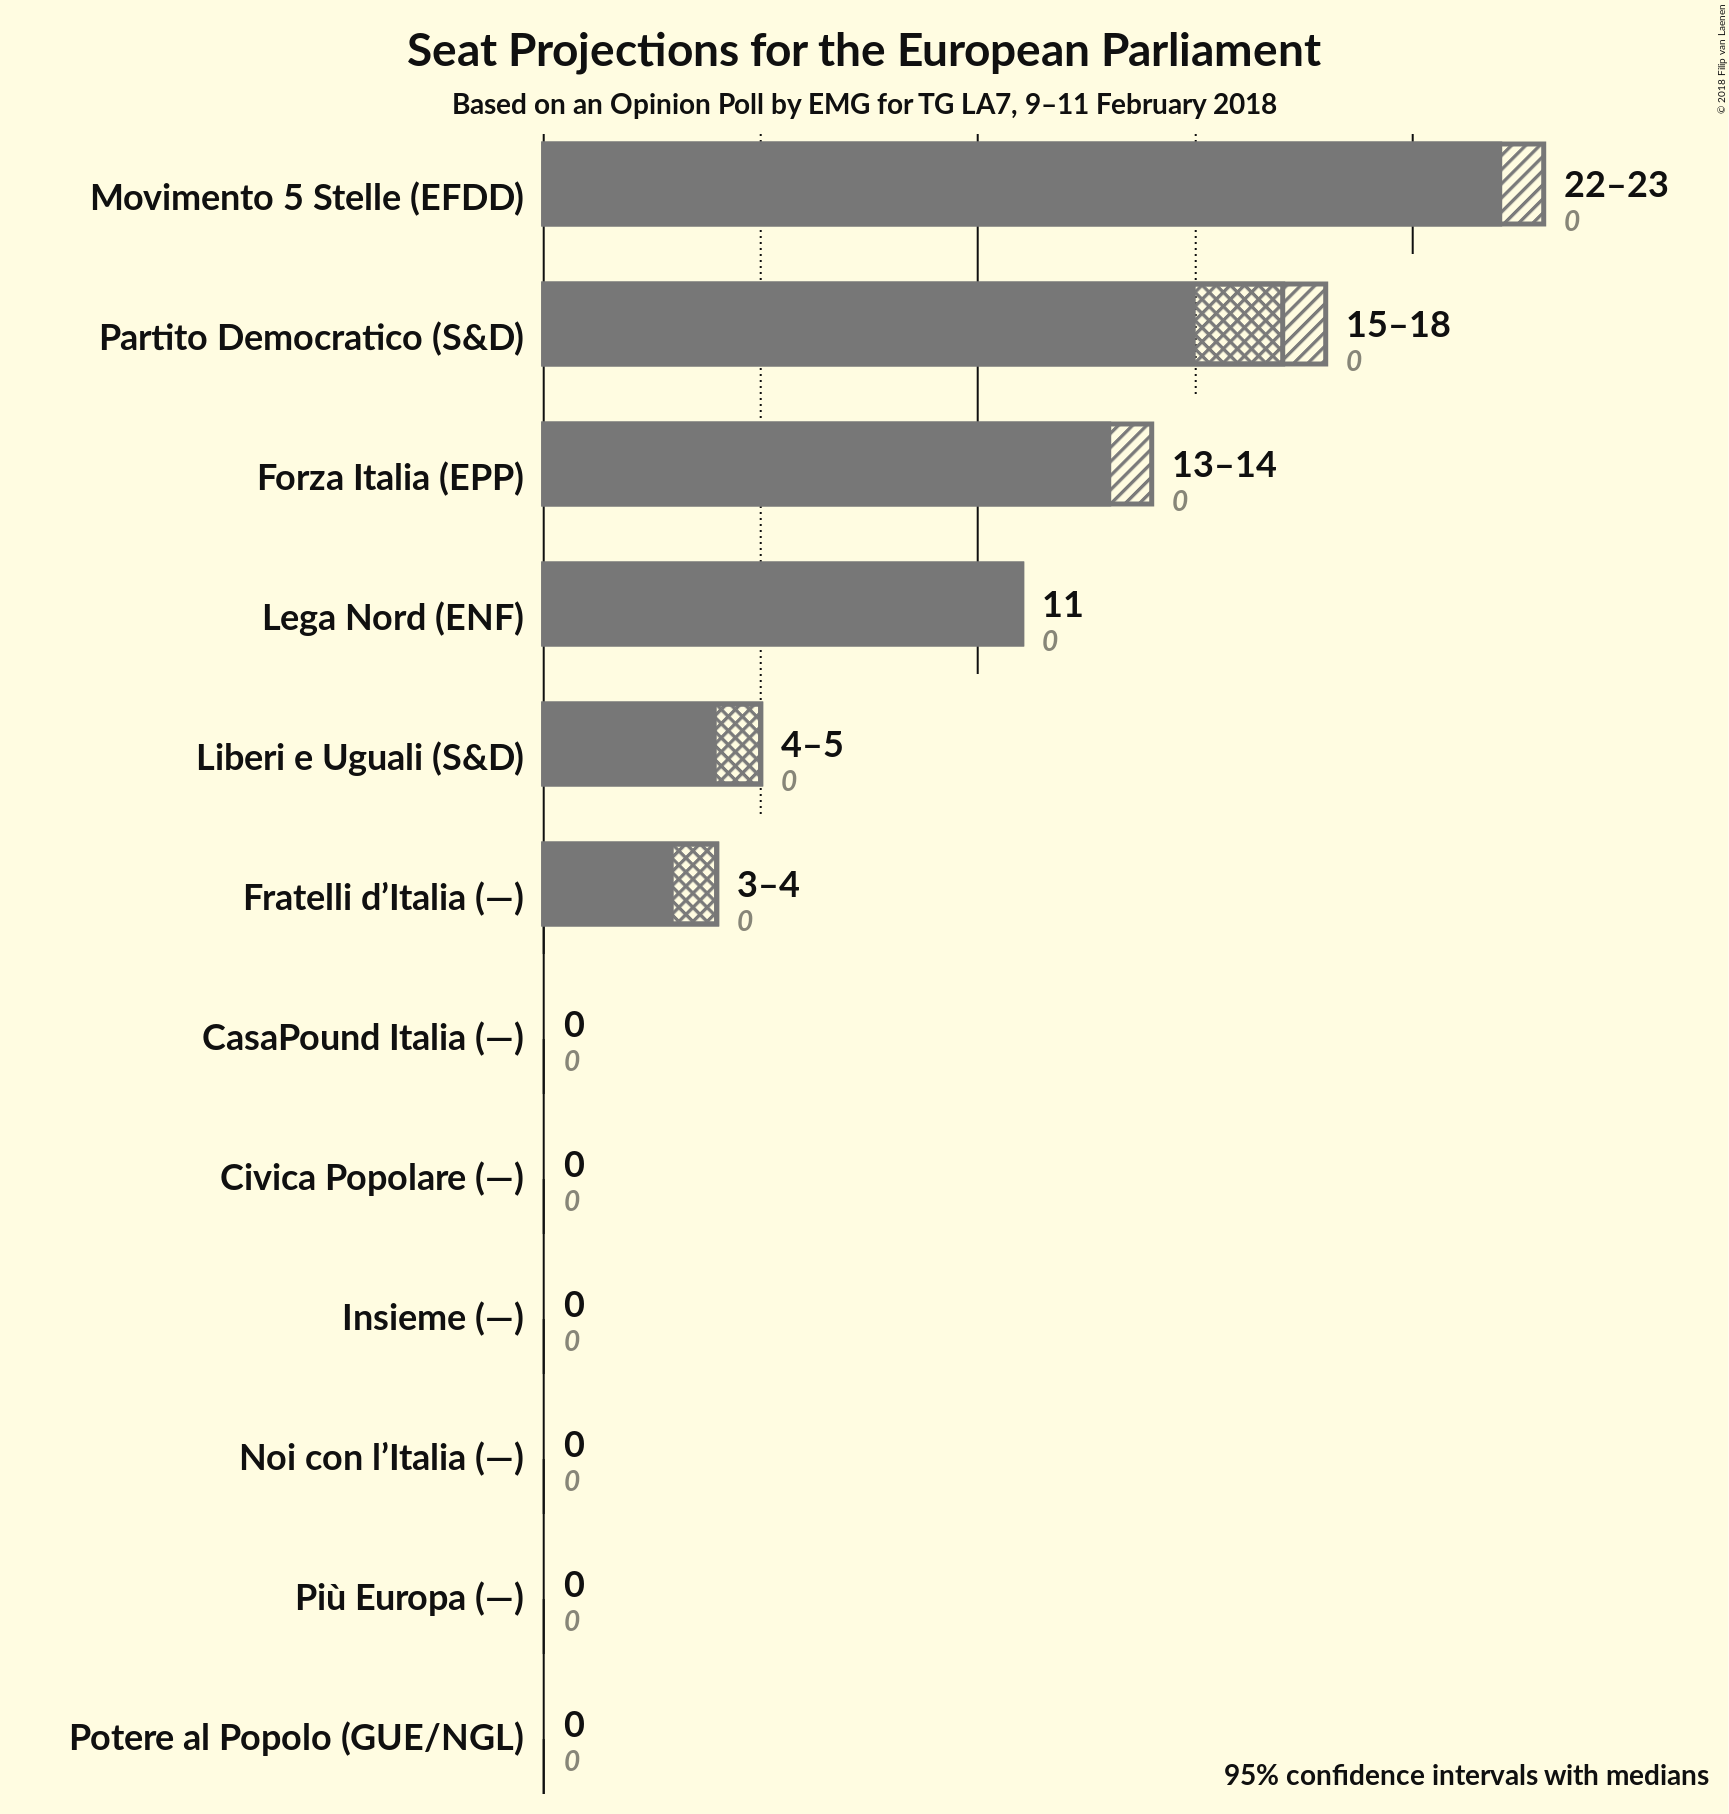 Seat Projections for the European Parliament
Based on an Opinion Poll by EMG for TG LA7, 9–11 February 2018
© 2018 Filip van Laenen
Movimento 5 Stelle (EFDD)
22–23
0
Partito Democratico (S&D)
15–18
0
Forza Italia (EPP)
13–14
0
Lega Nord (ENF)
11
0
Liberi e Uguali (S&D)
4–5
0
Fratelli d’Italia (—)
3–4
0
CasaPound Italia (—)
0
0
Civica Popolare (—)
0
0
Insieme (—)
0
0
Noi con l’Italia (—)
0
0
Più Europa (—)
0
0
Potere al Popolo (GUE/NGL)
0
0
95% confidence intervals with medians